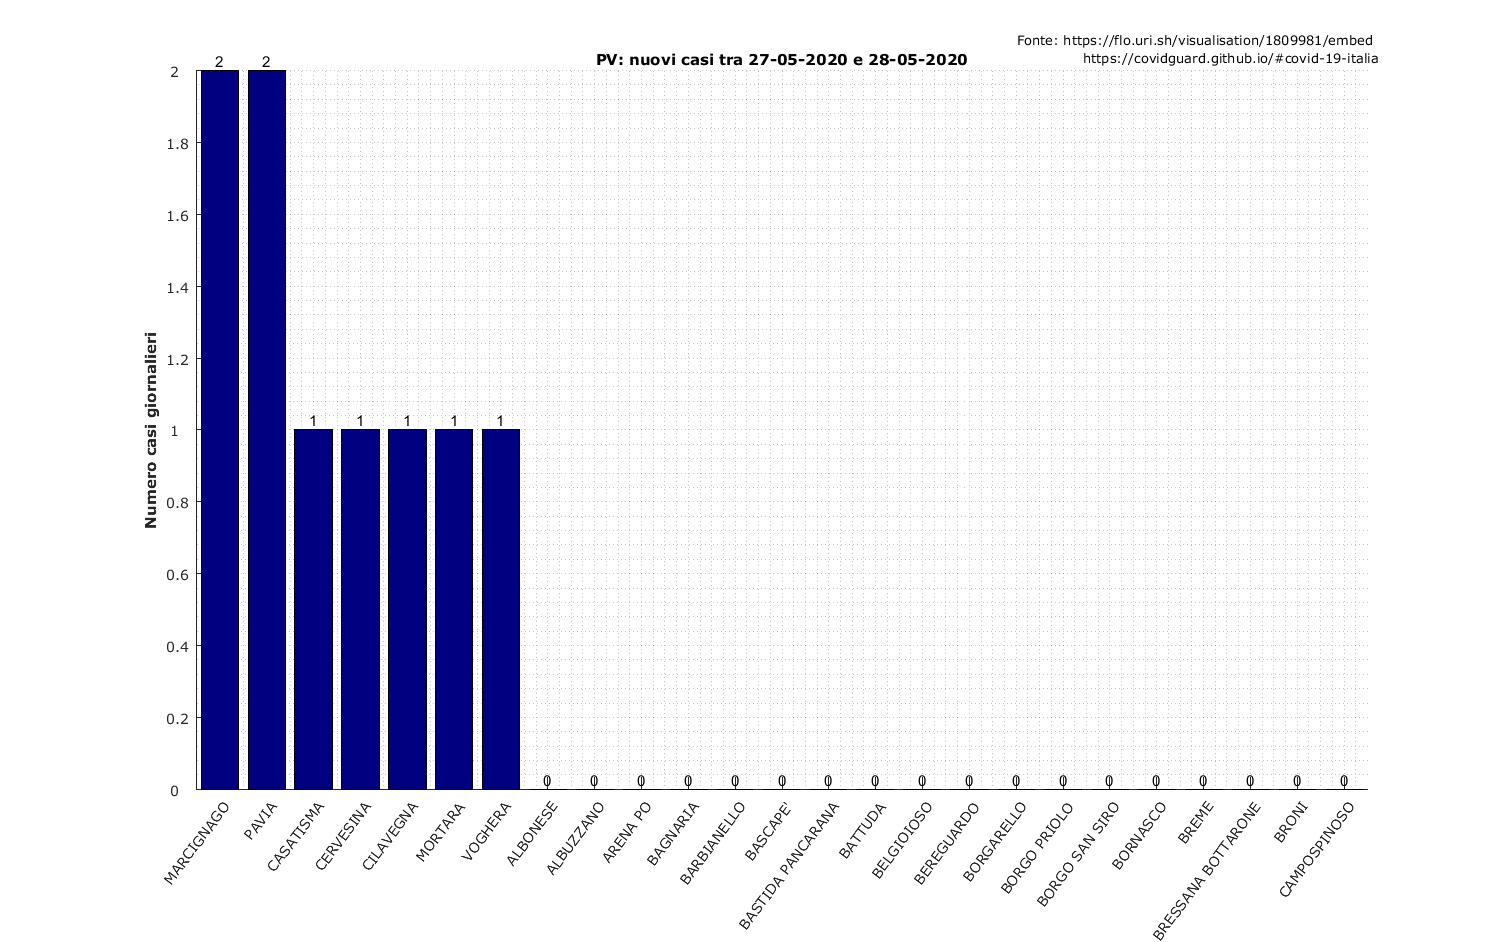 Fonte: https://flo.uri.sh/visualisation/1809981/embed
https://covidguard.github.io/#covid-19-italia
PV: nuovi casi tra 27-05-2020 e 28-05-2020
Numero casi giornalieri
2
1.8
1.6
1.4
1.2
1
0.8
0.6
0.4
0.2
0
2 2 1 1 1 1 1 0 0 0 0 0 0 0 0 0 0 0 0 0 0 0 0 0 0
MARCIGNAGO
PAVIA
CASATISMA
CERVESINA
CILAVEGNA
MORTARA
VOGHERA
ALBONESE
ALBUZZANO
ARENA PO
BAGNARIA
BARBIANELLO
BASCAPE'
BASTIDA PANCARANA
BATTUDA
BELGIOIOSO
BEREGUARDO
BORGARELLO
BORGO PRIOLO
BORGO SAN SIRO
BORNASCO
BREME
BRESSANA BOTTARONE
BRONI
CAMPOSPINOSO